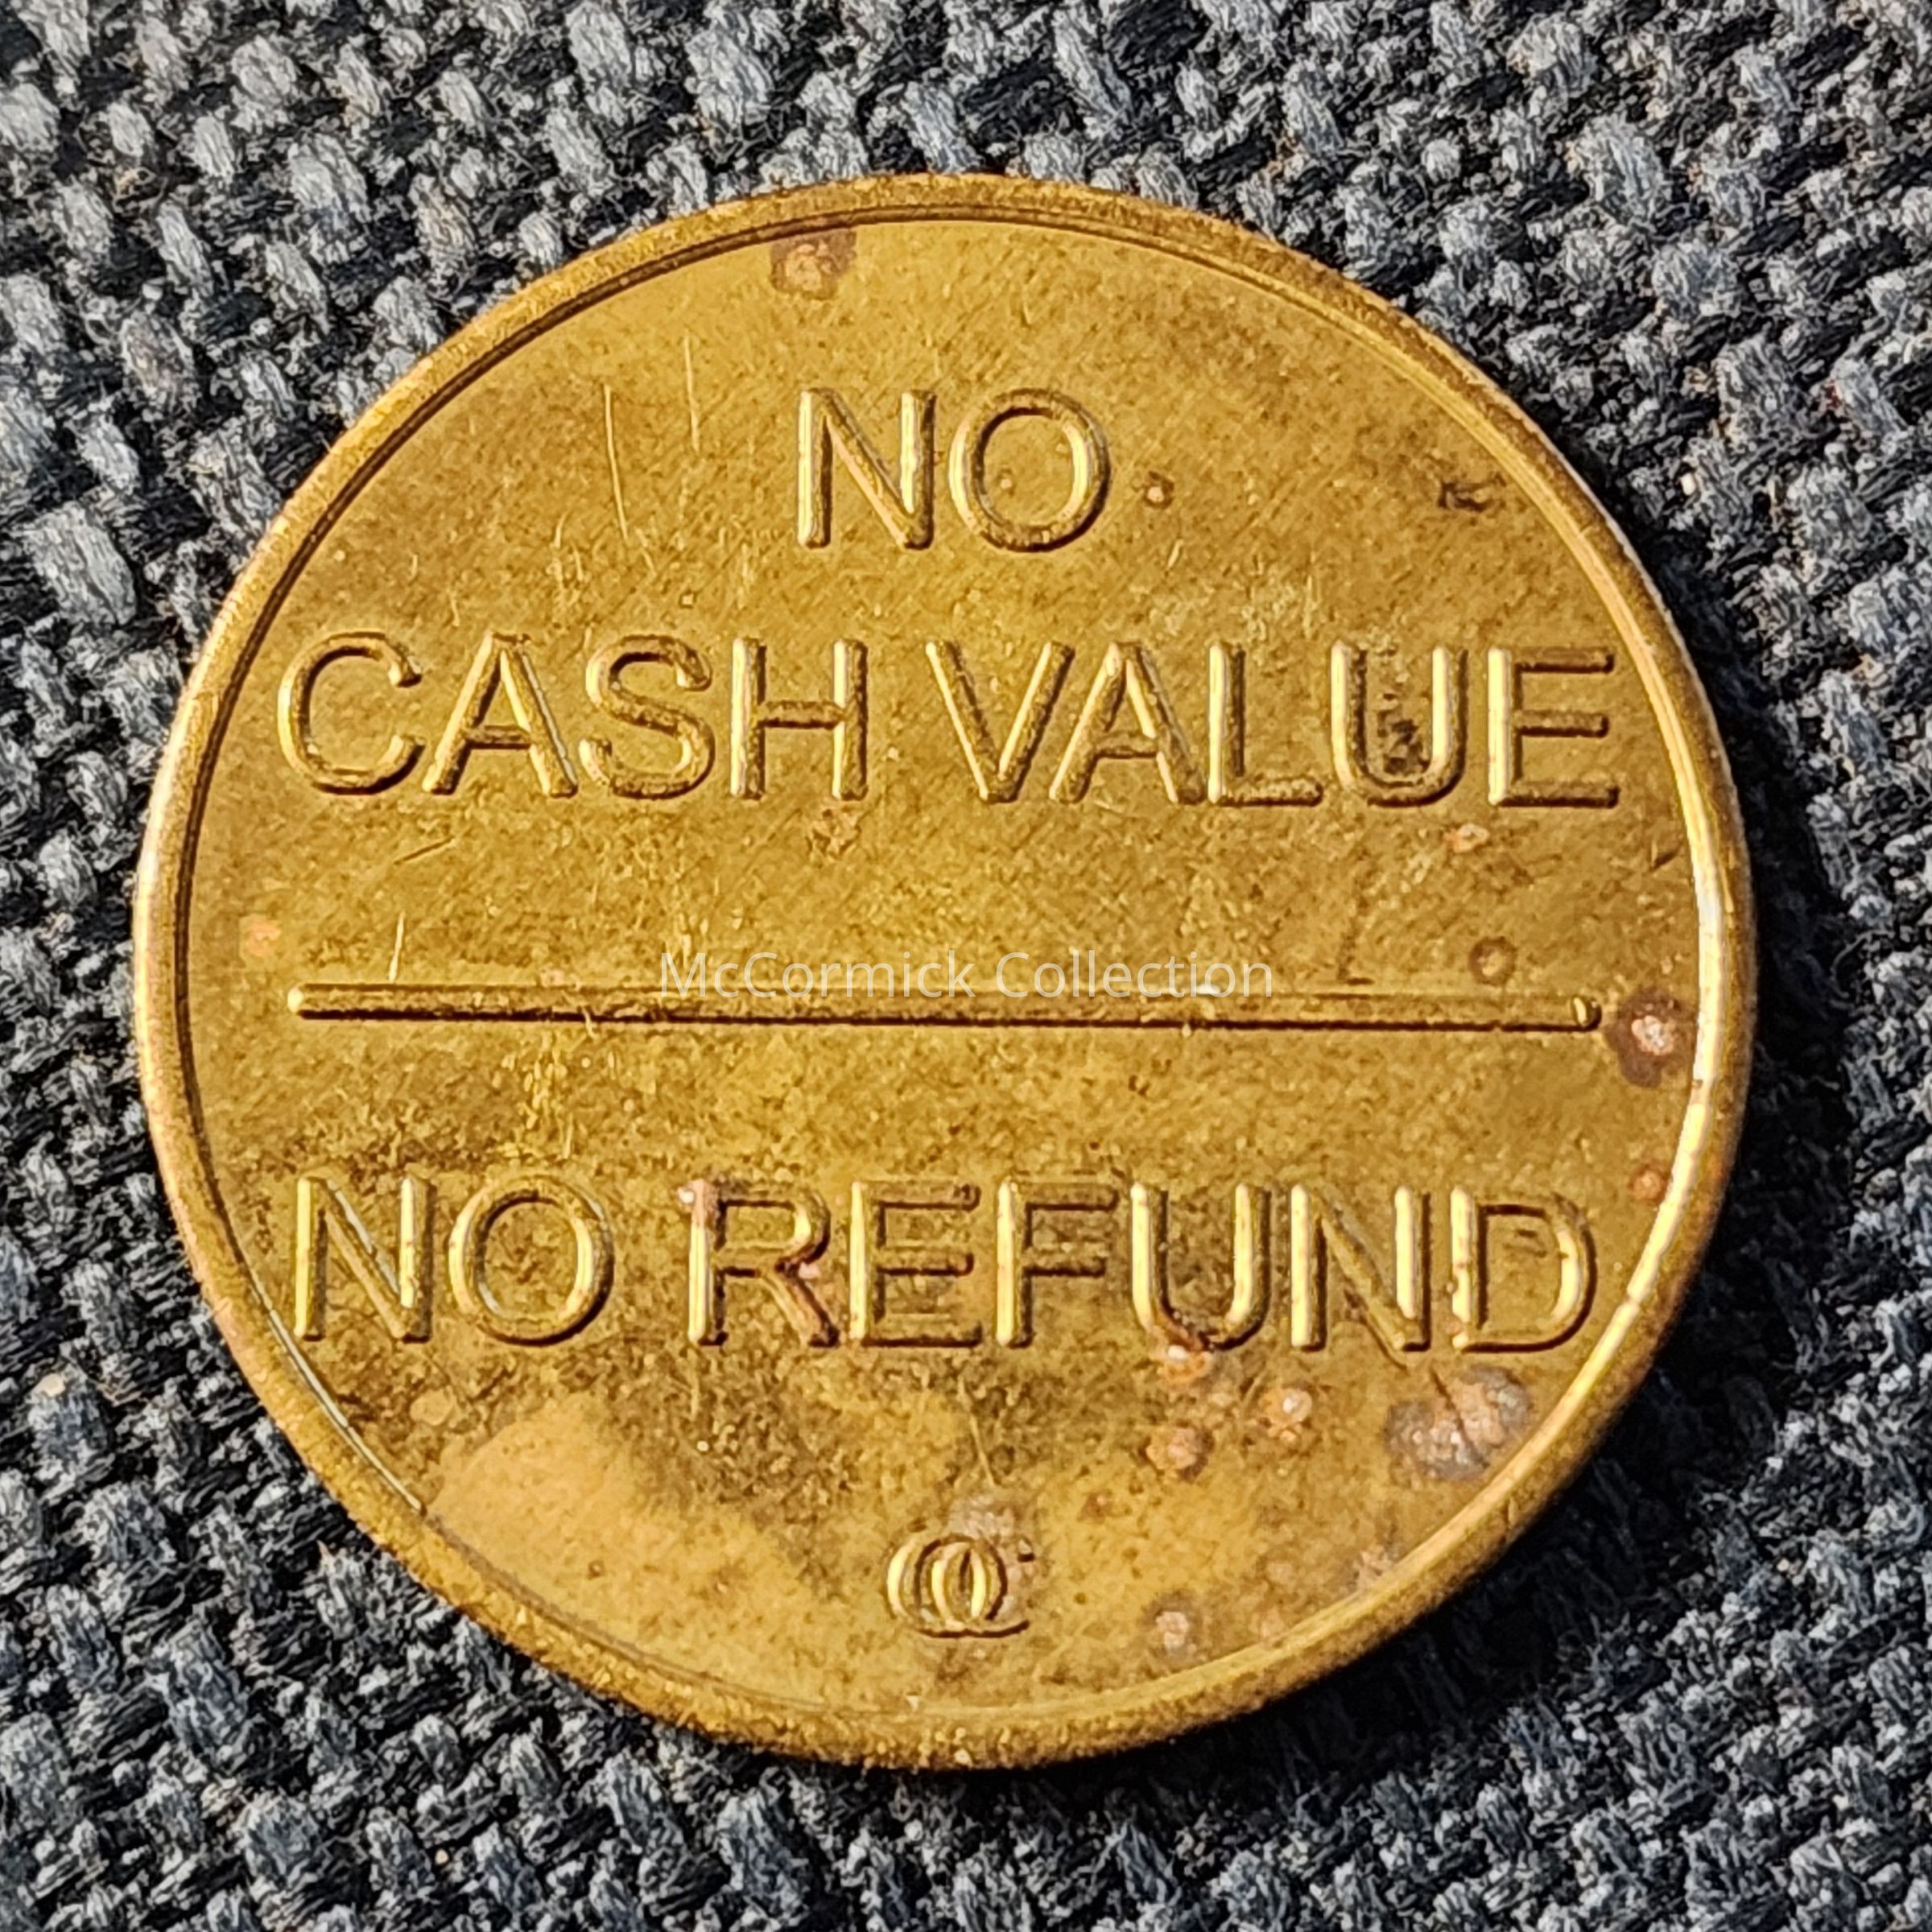 NO
CASH VALUE
McCormick Collection
NO REFUND